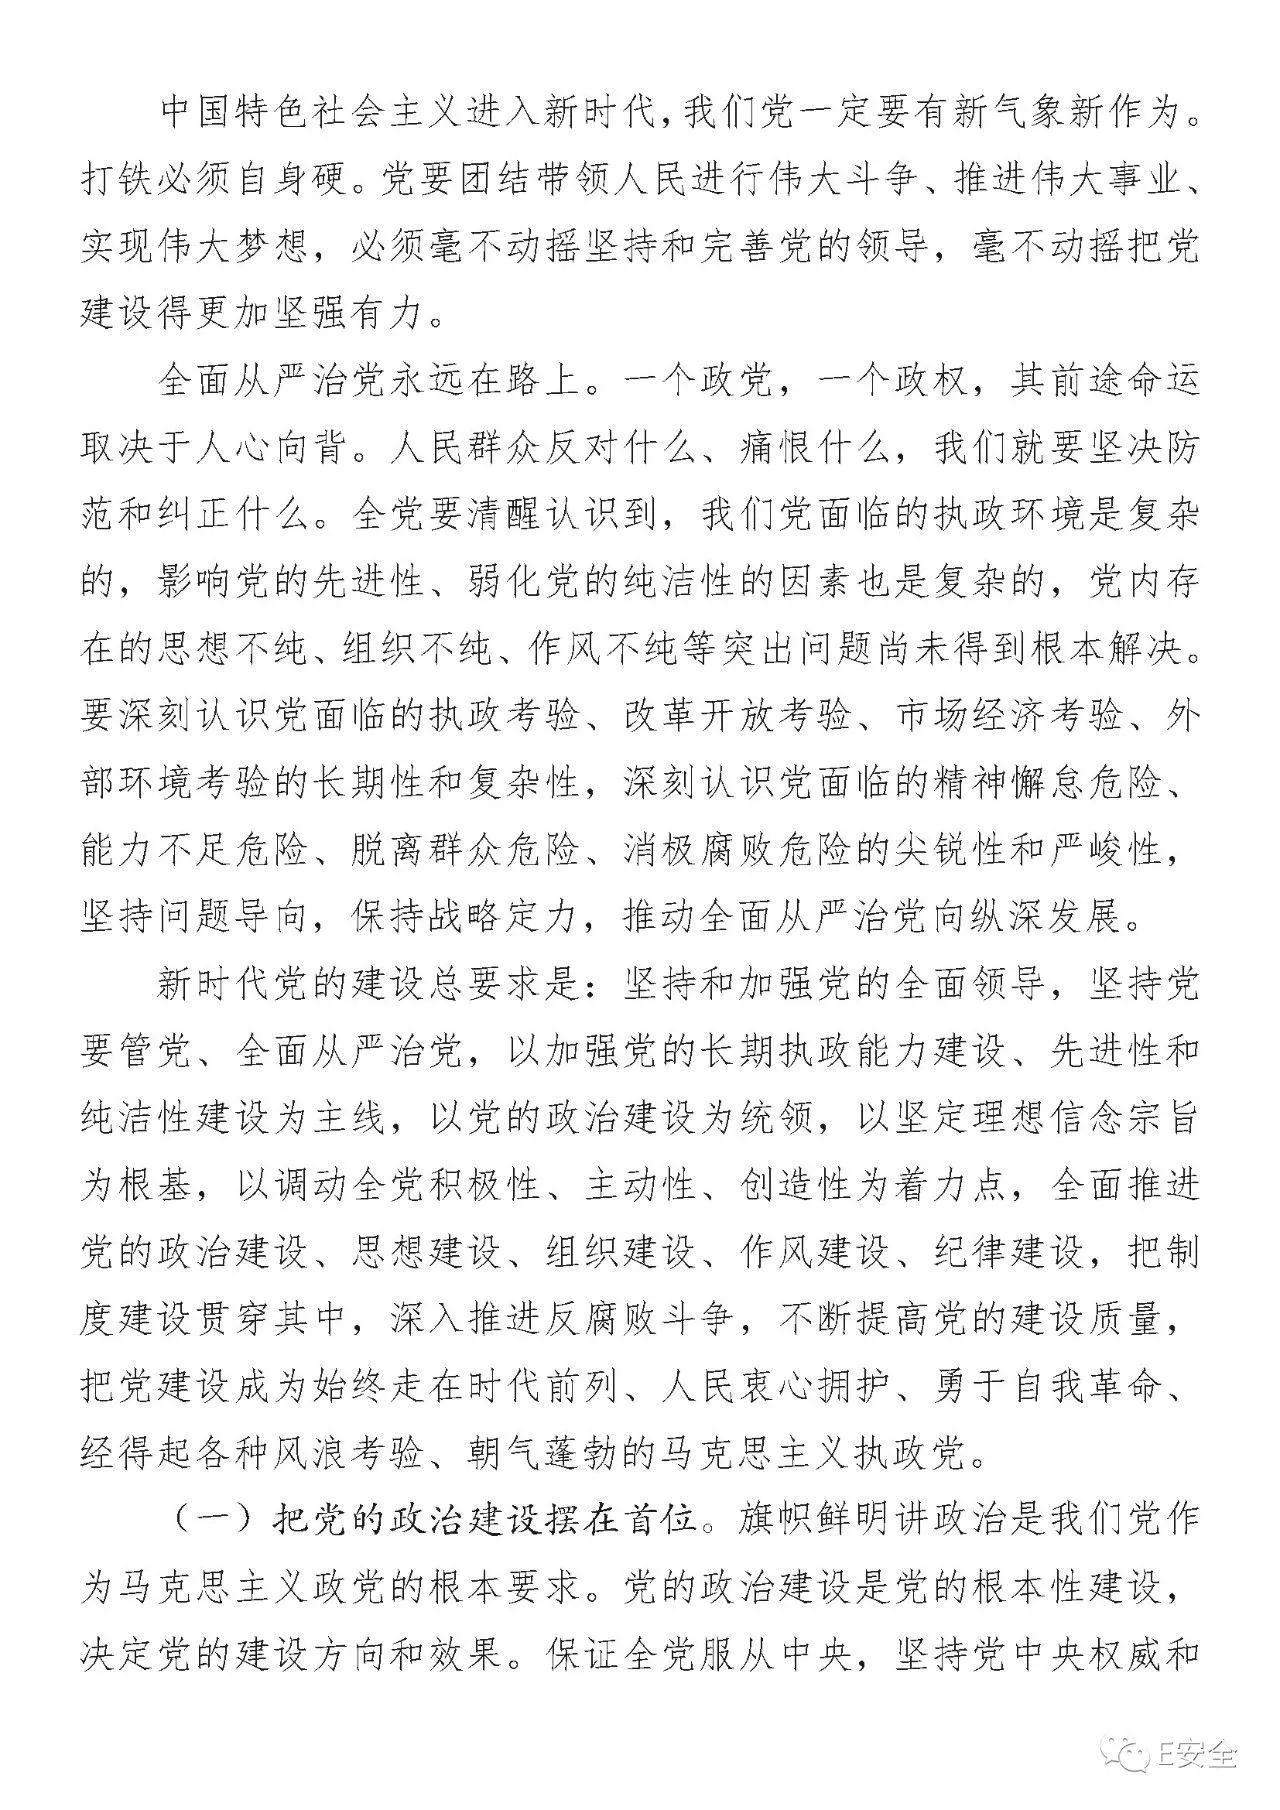 中国特色社会主义进入新时代，我们党一定要有新气象新作为。
打铁必须自身硬。党要团结带领人民进行伟大斗争、推进伟大事业、
实现伟大梦想，必须毫不动摇坚持和完善党的领导，毫不动摇把党
建设得更加坚强有力。
全面从严治党永远在路上。一个政党，一个政权，其前途命运
取决于人心向背。人民群众反对什么、痛恨什么，我们就要坚决防
范和纠正什么。全党要清醒认识到，我们党面临的执政环境是复杂
的，影响党的先进性、弱化党的纯洁性的因素也是复杂的，党内存
在的思想不纯、组织不纯、作风不纯等突出问题尚未得到根本解决。
要深刻认识党面临的执政考验、改革开放考验、市场经济考验、外
部环境考验的长期性和复杂性，深刻认识党面临的精神懈怠危险、
能力不足危险、脱离群众危险、消极腐败危险的尖锐性和严峻性，
坚持问题导向，保持战略定力，推动全面从严治党向纵深发展。
新时代党的建设总要求是：坚持和加强党的全面领导，坚持党
要管党、全面从严治党，以加强党的长期执政能力建设、先进性和
纯洁性建设为主线，以党的政治建设为统领，以坚定理想信念宗旨
为根基，以调动全党积极性、主动性、创造性为着力点，全面推进
党的政治建设、思想建设、组织建设、作风建设、纪律建设，把制
度建设贯穿其中，深入推进反腐败斗争，不断提高党的建设质量，
把党建设成为始终走在时代前列、人民衷心拥护、勇于自我革命、
经得起各种风浪考验、朝气蓬勃的马克思主义执政党。
（一）把党的政治建设摆在首位。旗帜鲜明讲政治是我们党作
为马克思主义政党的根本要求。党的政治建设是党的根本性建设，
决定党的建设方向和效果。保证全党服从中央，坚持党中央权威和
E安全